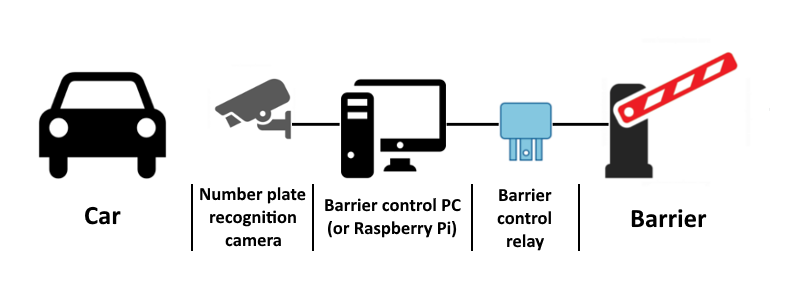 Car
Number plate
recognition
camera
Barrier control PC
(or Raspberry Pi)
Barrier
control
relay
Barrier